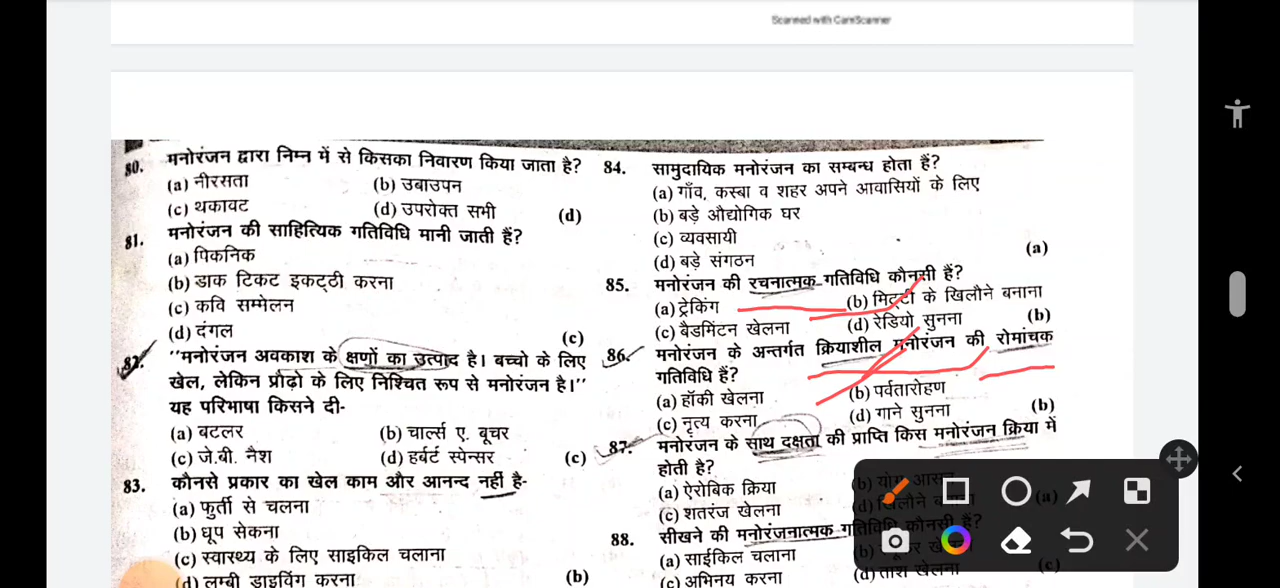 Scanned with CamScanner
80. मनोरंजन द्वारा निम्न में से किसका निवारण किया जाता है?
(a) नीरसता (b) उबाउपन
(c) थकावट (d) उपरोक्त सभी (d)
81. मनोरंजन की साहित्यिक गतिविधि मानी जाती हैं?
(a) पिकनिक
(b) डाक टिकट इकट्ठी करना
(c) कवि सम्मेलन
(d) दंगल (c)
82. ''मनोरंजन अवकाश के क्षणों का उत्पाद है। बच्चो के लिए
खेल, लेकिन प्रौढ़ो के लिए निश्चित रूप से मनोरंजन है।''
यह परिभाषा किसने दी-
(a) बटलर (b) चार्ल्स ए. बूचर
(c) जे.बी. नैश (d) हर्बर्ट स्पेन्सर (c)
83. कौनसे प्रकार का खेल काम और आनन्द नहीं है-
(a) फुर्ती से चलना
(b) धूप सेकना
(c) स्वास्थ्य के लिए साइकिल चलाना
(d) लम्बी ड्राइविंग करना (b)
84. सामुदायिक मनोरंजन का सम्बन्ध होता हैं?
(a) गाँव, कस्बा व शहर अपने आवासियों के लिए
(b) बड़े औद्योगिक घर
(c) व्यवसायी
(d) बड़े संगठन (a)
85. मनोरंजन की रचनात्मक गतिविधि कौनसी हैं?
(a) ट्रेकिंग (b) मिट्टी के खिलौने बनाना
(c) बैडमिंटन खेलना (d) रेडियो सुनना (b)
86. मनोरंजन के अन्तर्गत क्रियाशील मनोरंजन की रोमांचक
गतिविधि हैं?
(a) हॉकी खेलना (b) पर्वतारोहण
(c) नृत्य करना (d) गाने सुनना (b)
87. मनोरंजन के साथ दक्षता की प्राप्ति किस मनोरंजन क्रिया में
होती है?
(a) ऐरोबिक क्रिया (b) योग आसन
(c) शतरंज खेलना (d) खिलौने (a)
88. सीखने की मनोरंजनात्मक गतिविधि कौनसी हैं?
(a) साईकिल चलाना (b)
(c) अभिनय करना (d) ताश खेलना (c)